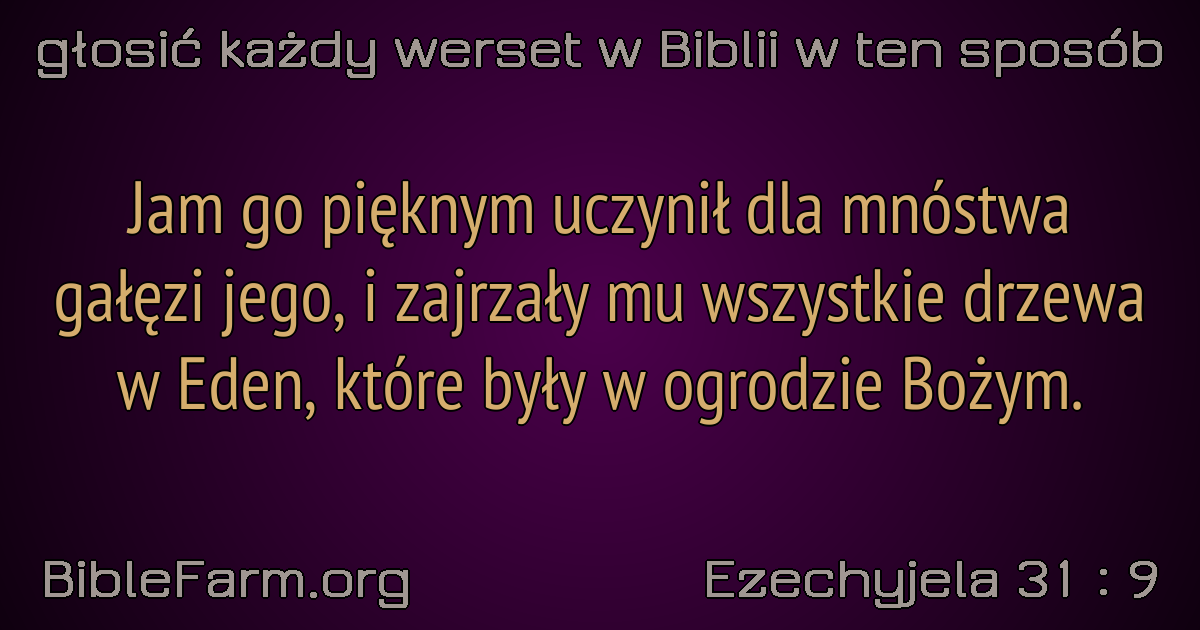 głosić każdy werset w Biblii w ten sposób
Jam go pięknym uczynił dla mnóstwa
gałęzi jego, i zajrzały mu wszystkie drzewa
w Eden, które były w ogrodzie Bożym.
BibleFarm.org
Ezechyjela 31 : 9